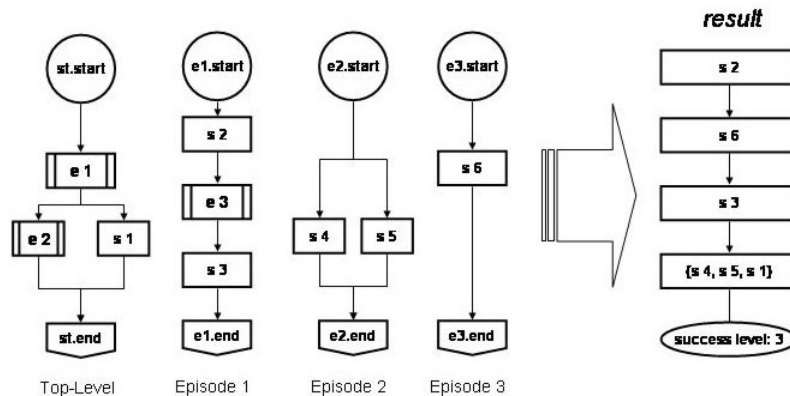 result
st.start
e1.start
e2.start
e3.start
s 2
s 2
e 1
s 6
s 6
e 3
e 2
s 1
s 4
s 5
s 3
s 3
{s 4, s 5, s 1}
st.end
e1.end
e2.end
e3.end
success level: 3
Top-Level
Episode 1
Episode 2
Episode 3